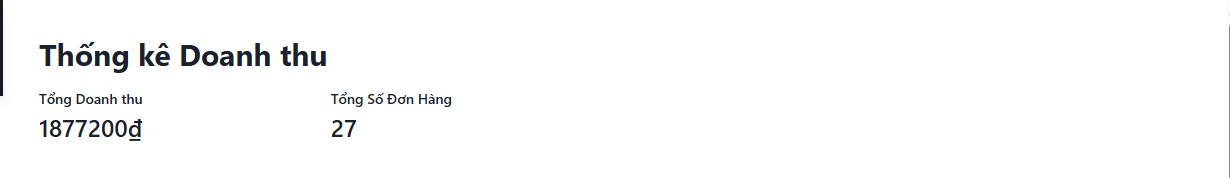 Thống kê Doanh thu
Tổng Doanh thu
Tổng Số Đơn Hàng
1877200₫
27